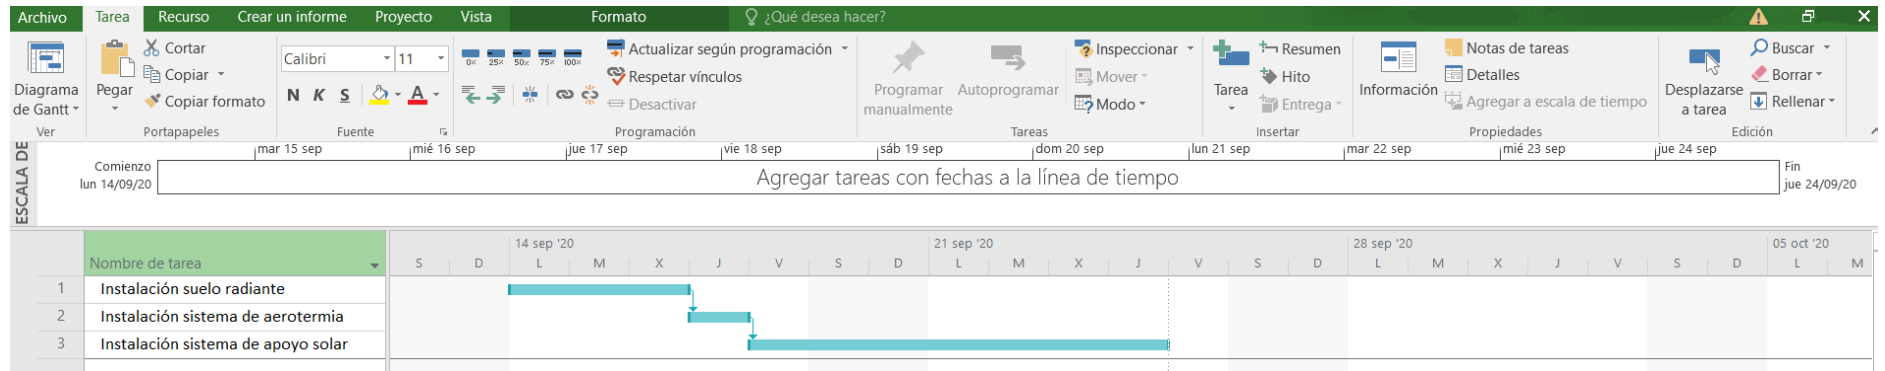 Archivo Tarea Recurso Crear un informe Proyecto Vista Formato ¿Qué desea hacer?
Diagrama de Gantt
Ver
Pegar
Cortar
Copiar
Copiar formato
Portapapeles
Calibri 11
N K S A
Fuente
0% 25% 50% 75% 100%
Actualizar según programación
Respetar vínculos
Desactivar
Programación
Programar manualmente
Autoprogramar
Inspeccionar
Mover
Modo
Tareas
Tarea
Resumen
Hito
Entrega
Insertar
Información
Notas de tareas
Detalles
Agregar a escala de tiempo
Propiedades
Desplazarse a tarea
Buscar
Borrar
Rellenar
Edición
ESCALA DE
mar 15 sep mié 16 sep jue 17 sep vie 18 sep sáb 19 sep dom 20 sep lun 21 sep mar 22 sep mié 23 sep jue 24 sep
Comienzo
lun 14/09/20
Agregar tareas con fechas a la línea de tiempo
Fin
jue 24/09/20
14 sep '20 21 sep '20 28 sep '20 05 oct '20
Nombre de tarea
S D L M X J V S D L M X J V S D L M X J V S D L M
1 Instalación suelo radiante
2 Instalación sistema de aerotermia
3 Instalación sistema de apoyo solar